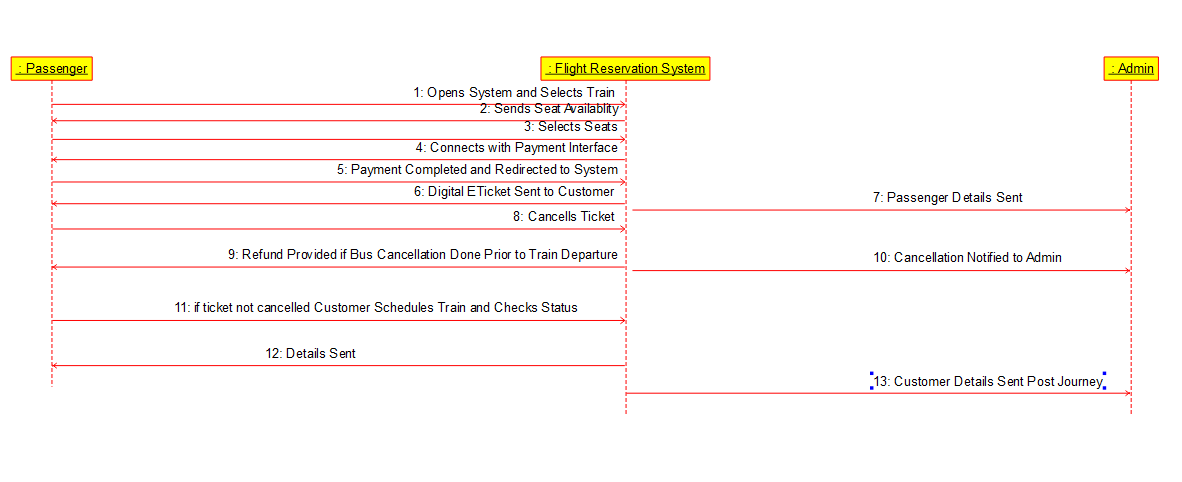 : Passenger
: Flight Reservation System
: Admin
1: Opens System and Selects Train
2: Sends Seat Availablity
3: Selects Seats
4: Connects with Payment Interface
5: Payment Completed and Redirected to System
6: Digital ETicket Sent to Customer
7: Passenger Details Sent
8: Cancells Ticket
9: Refund Provided if Bus Cancellation Done Prior to Train Departure
10: Cancellation Notified to Admin
11: if ticket not cancelled Customer Schedules Train and Checks Status
12: Details Sent
13: Customer Details Sent Post Journey